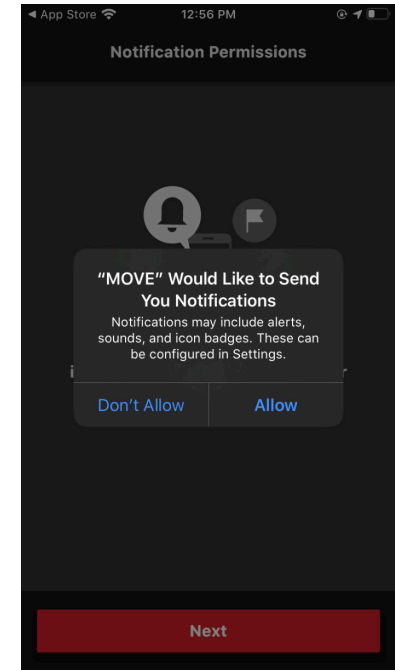 ◀ App Store 12:56 PM
Notification Permissions
“MOVE” Would Like to Send
You Notifications
Notifications may include alerts,
sounds, and icon badges. These can
be configured in Settings.
Don’t Allow Allow
Next